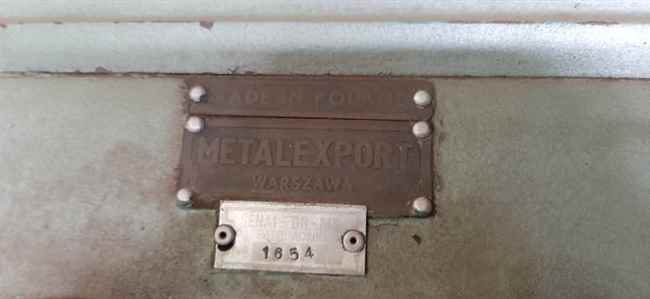 MADE IN POLAND
METALEXPORT
WARSZAWA
1654